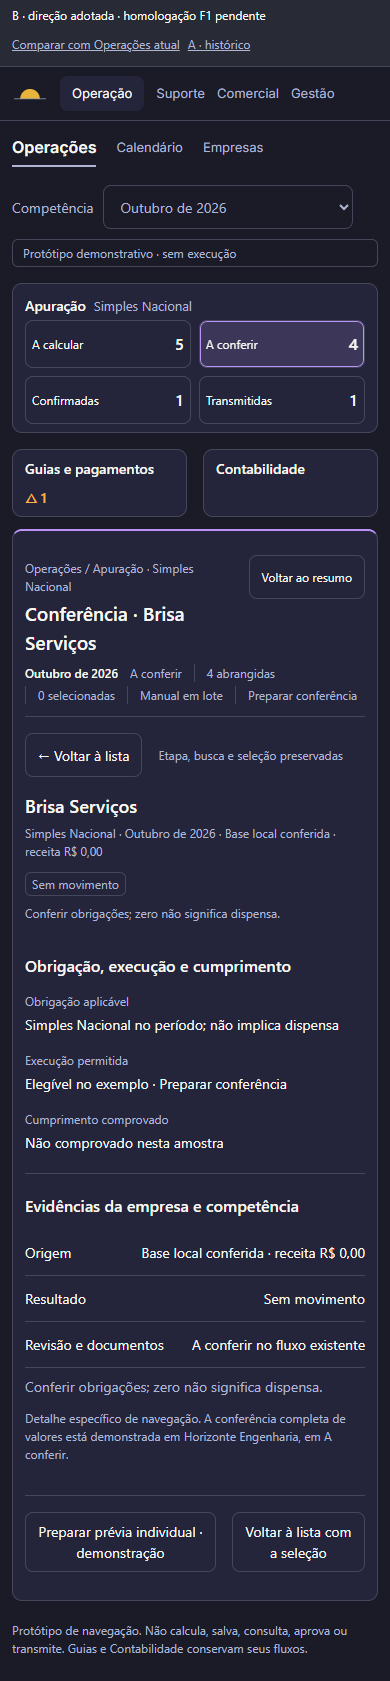 B · direção adotada · homologação F1 pendente
Comparar com Operações atual A · histórico
Operação Suporte Comercial Gestão
Operações Calendário Empresas
Competência Outubro de 2026
Protótipo demonstrativo · sem execução
Apuração Simples Nacional
A calcular 5 A conferir 4
Confirmadas 1 Transmitidas 1
Guias e pagamentos Contabilidade
△ 1
Operações / Apuração · Simples
Nacional
Voltar ao resumo
Conferência · Brisa
Serviços
Outubro de 2026 A conferir 4 abrangidas
0 selecionadas Manual em lote Preparar conferência
← Voltar à lista Etapa, busca e seleção preservadas
Brisa Serviços
Simples Nacional · Outubro de 2026 · Base local conferida ·
receita R$ 0,00
Sem movimento
Conferir obrigações; zero não significa dispensa.
Obrigação, execução e cumprimento
Obrigação aplicável
Simples Nacional no período; não implica dispensa
Execução permitida
Elegível no exemplo · Preparar conferência
Cumprimento comprovado
Não comprovado nesta amostra
Evidências da empresa e competência
Origem Base local conferida · receita R$ 0,00
Resultado Sem movimento
Revisão e documentos A conferir no fluxo existente
Conferir obrigações; zero não significa dispensa.
Detalhe específico de navegação. A conferência completa de
valores está demonstrada em Horizonte Engenharia, em A
conferir.
Preparar prévia individual ·
demonstração
Voltar à lista com
a seleção
Protótipo de navegação. Não calcula, salva, consulta, aprova ou
transmite. Guias e Contabilidade conservam seus fluxos.